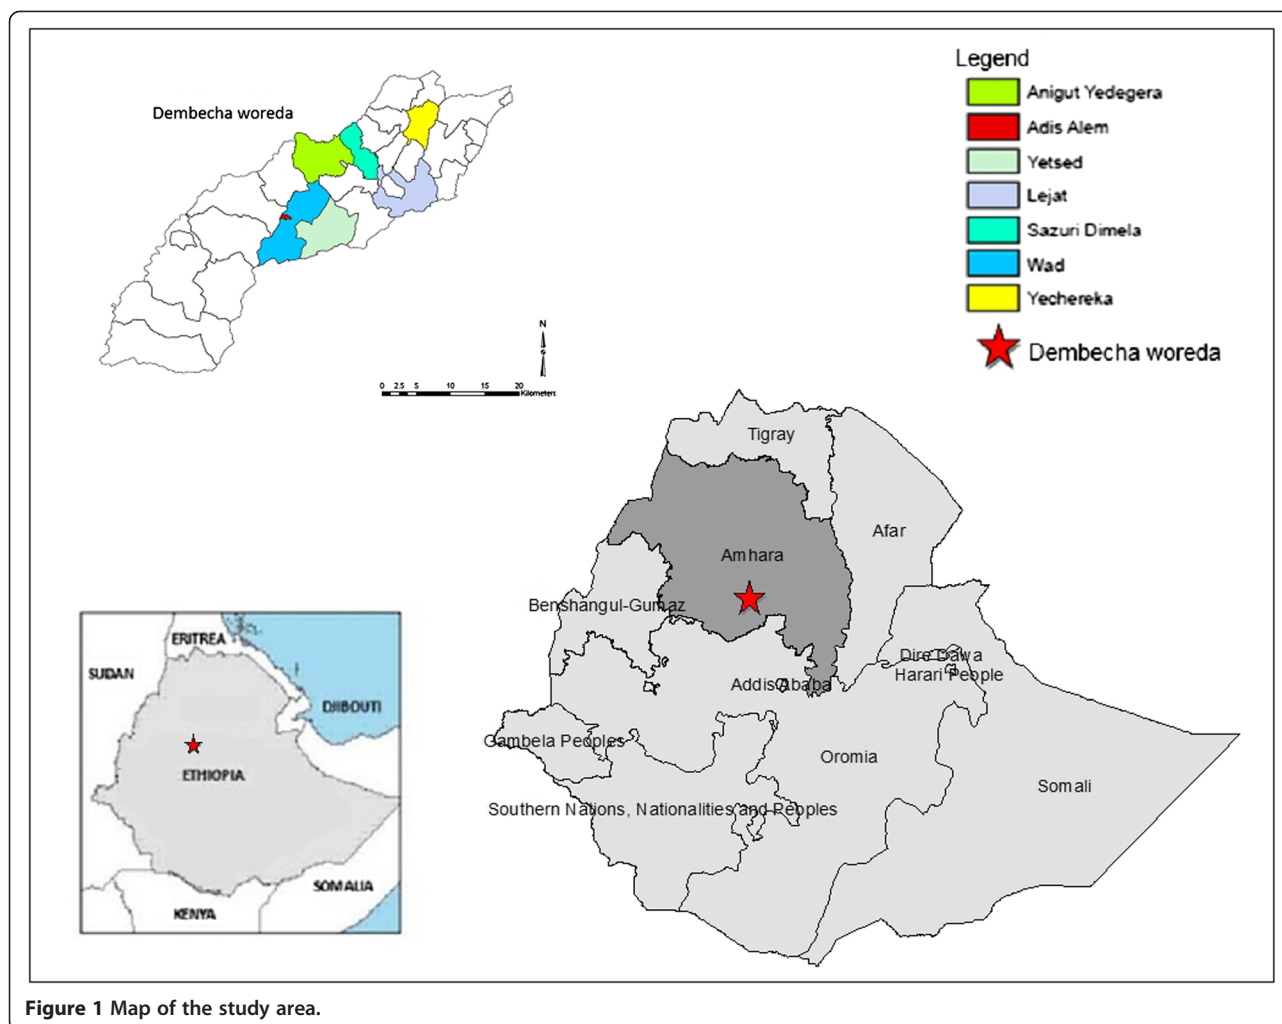 Legend
Anigut Yedegera
Adis Alem
Yetsed
Lejat
Sazuri Dimela
Wad
Yechereka
Dembecha woreda
Dembecha woreda
N
0 2.5 5 10 15 20
Kilometers
Tigray
Afar
Amhara
Benshangul-Gumaz
Dire Dawa
Harari People
Addis Ababa
Gambela Peoples
Oromia
Somali
Southern Nations, Nationalities and Peoples
ERITREA
SUDAN
DJIBOUTI
ETHIOPIA
SOMALIA
KENYA
Figure 1 Map of the study area.